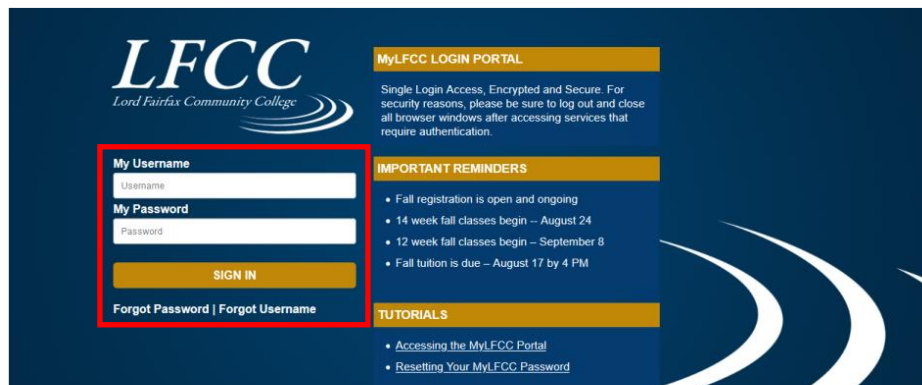 LFCC
Lord Fairfax Community College
My Username
Username
My Password
Password
SIGN IN
Forgot Password | Forgot Username
MyLFCC LOGIN PORTAL
Single Login Access, Encrypted and Secure. For
security reasons, please be sure to log out and close
all browser windows after accessing services that
require authentication.
IMPORTANT REMINDERS
• Fall registration is open and ongoing
• 14 week fall classes begin -- August 24
• 12 week fall classes begin – September 8
• Fall tuition is due – August 17 by 4 PM
TUTORIALS
• Accessing the MyLFCC Portal
• Resetting Your MyLFCC Password